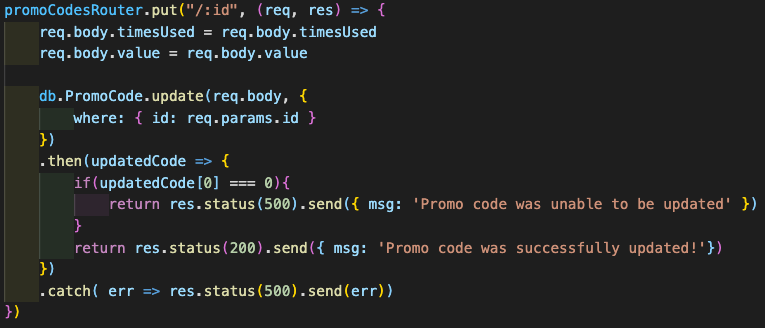 promoCodesRouter.put("/:id", (req, res) => {
    req.body.timesUsed = req.body.timesUsed
    req.body.value = req.body.value

    db.PromoCode.update(req.body, {
        where: { id: req.params.id }
    })
    .then(updatedCode => {
        if(updatedCode[0] === 0){
            return res.status(500).send({ msg: 'Promo code was unable to be updated' })
        }
        return res.status(200).send({ msg: 'Promo code was successfully updated!'})
    })
    .catch( err => res.status(500).send(err))
})